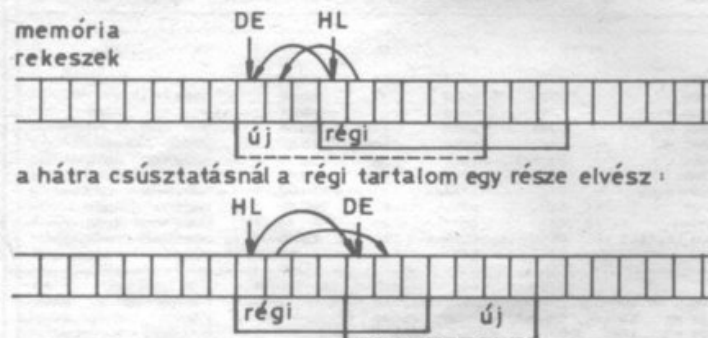 memória
rekeszek
DE HL
új régi
a hátra csúsztatásnál a régi tartalom egy része elvész:
HL DE
régi új